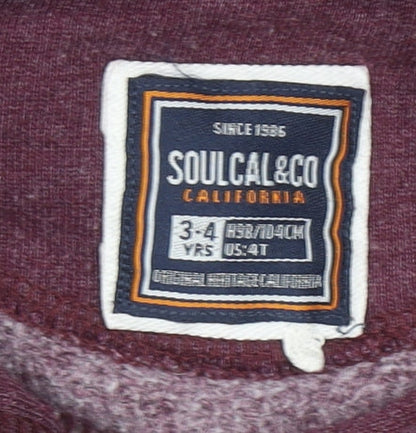 SINCE 1986
SOULCAL&CO
CALIFORNIA
3-4 YRS
H98/104CM
US:4T
ORIGINAL HERITAGE CALIFORNIA